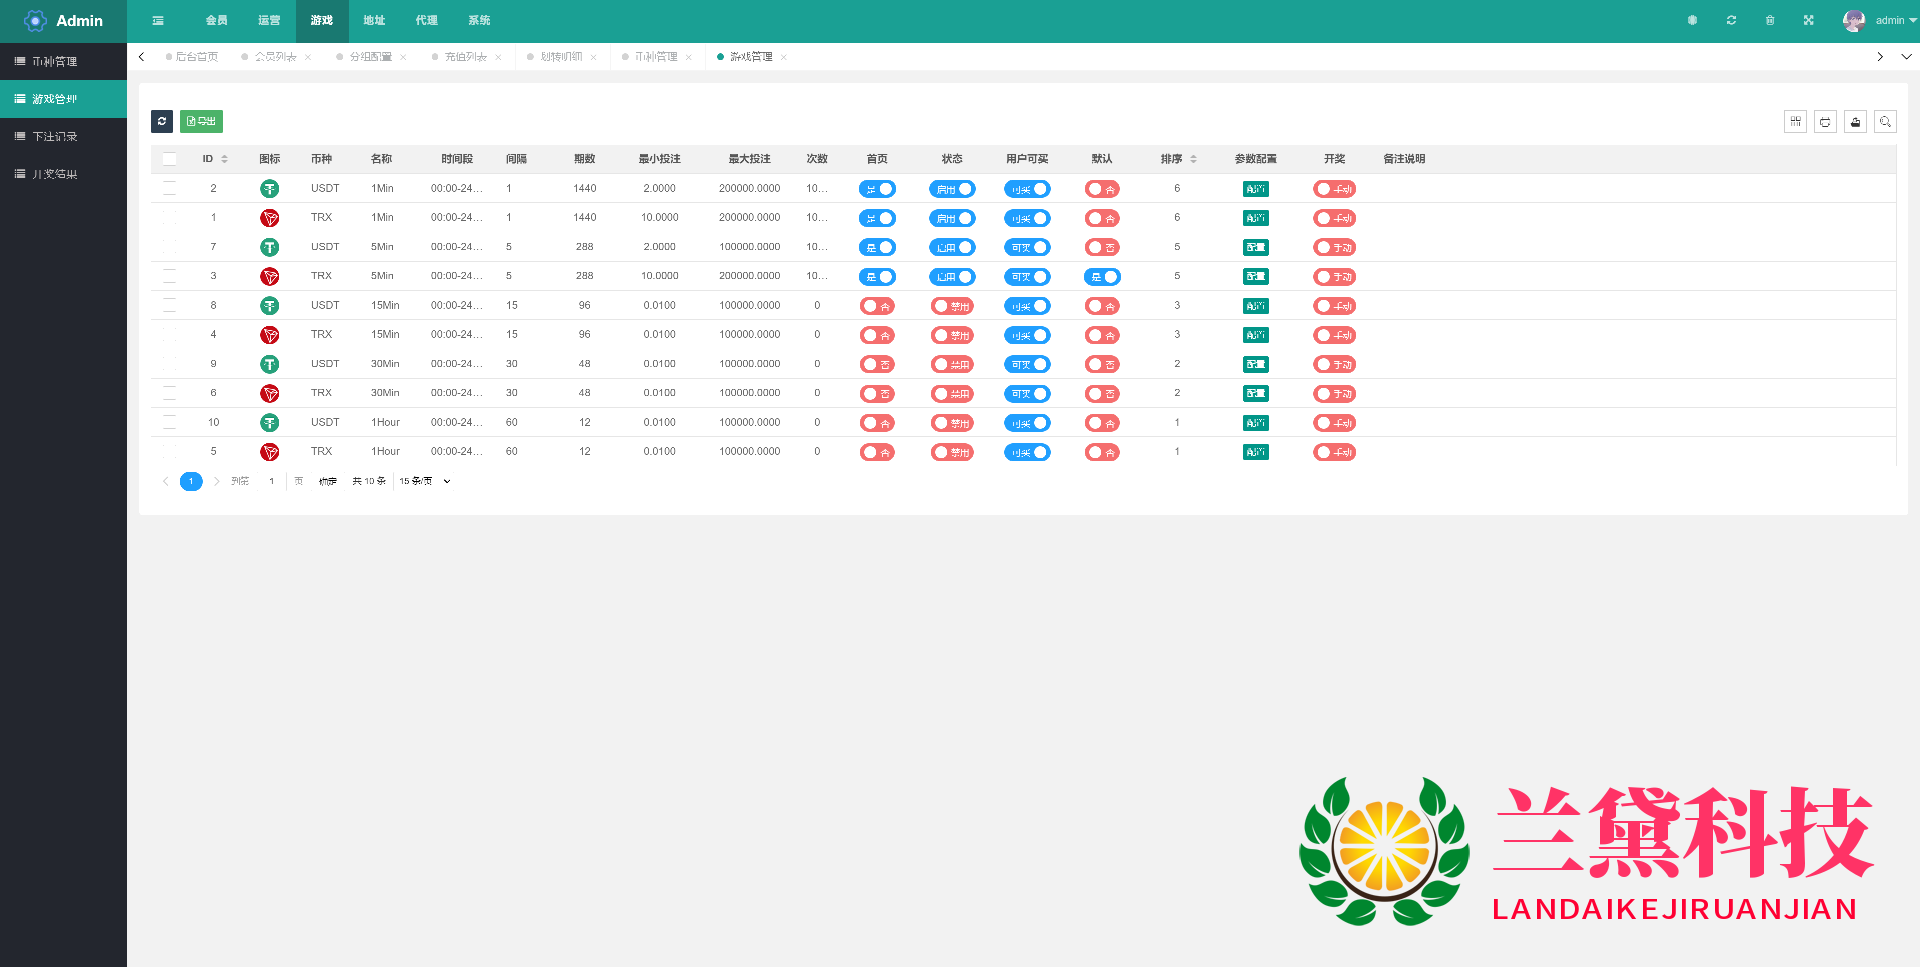 Admin 会员 运营 游戏 地址 代理 系统 admin
币种管理
游戏管理
下注记录
开奖结果
后台首页 会员列表 分组配置 充值列表 划转明细 币种管理 游戏管理
导出
ID 图标 币种 名称 时间段 间隔 期数 最小投注 最大投注 次数 首页 状态 用户可买 默认 排序 参数配置 开奖 备注说明
2 USDT 1Min 00:00-24... 1 1440 2.0000 200000.0000 10... 是 启用 可买 否 6 配置 手动
1 TRX 1Min 00:00-24... 1 1440 10.0000 200000.0000 10... 是 启用 可买 否 6 配置 手动
7 USDT 5Min 00:00-24... 5 288 2.0000 100000.0000 10... 是 启用 可买 否 5 配置 手动
3 TRX 5Min 00:00-24... 5 288 10.0000 200000.0000 10... 是 启用 可买 是 5 配置 手动
8 USDT 15Min 00:00-24... 15 96 0.0100 100000.0000 0 否 禁用 可买 否 3 配置 手动
4 TRX 15Min 00:00-24... 15 96 0.0100 100000.0000 0 否 禁用 可买 否 3 配置 手动
9 USDT 30Min 00:00-24... 30 48 0.0100 100000.0000 0 否 禁用 可买 否 2 配置 手动
6 TRX 30Min 00:00-24... 30 48 0.0100 100000.0000 0 否 禁用 可买 否 2 配置 手动
10 USDT 1Hour 00:00-24... 60 12 0.0100 100000.0000 0 否 禁用 可买 否 1 配置 手动
5 TRX 1Hour 00:00-24... 60 12 0.0100 100000.0000 0 否 禁用 可买 否 1 配置 手动
1 到第 1 页 确定 共 10 条 15 条/页
兰黛科技
LANDAIKEJIRUANJIAN